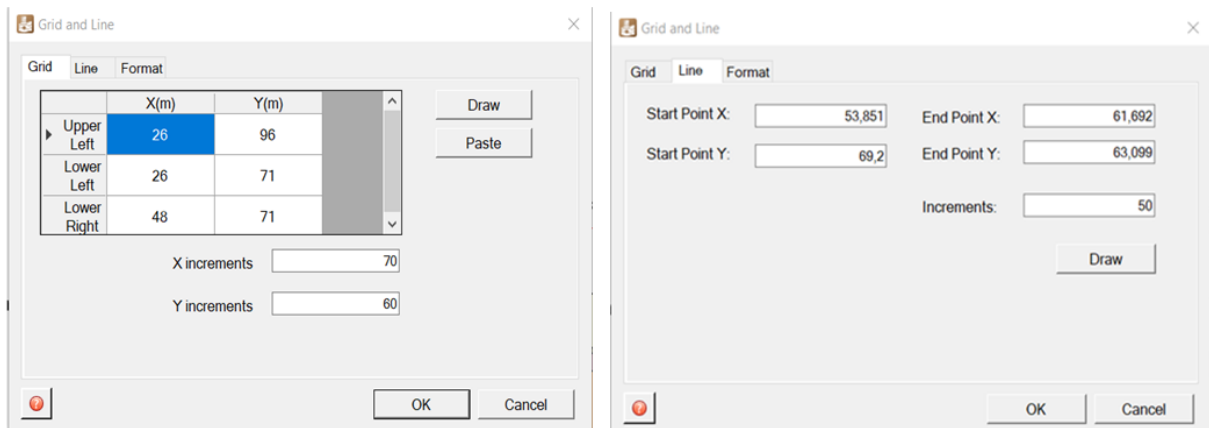 Grid and Line
Grid Line Format
X(m) Y(m)
Upper Left 26 96
Lower Left 26 71
Lower Right 48 71
Draw
Paste
X increments 70
Y increments 60
OK Cancel
Grid and Line
Grid Line Format
Start Point X: 53,851 End Point X: 61,692
Start Point Y: 69,2 End Point Y: 63,099
Increments: 50
Draw
OK Cancel